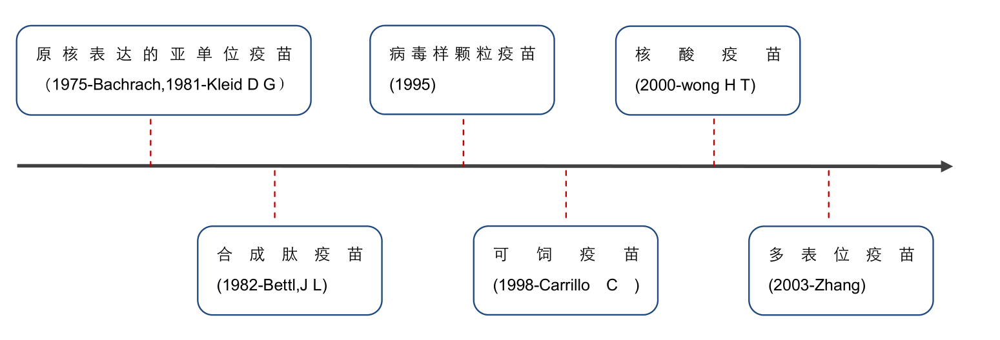 原核表达的亚单位疫苗
（1975-Bachrach,1981-Kleid D G）
病毒样颗粒疫苗
(1995)
核酸疫苗
(2000-wong H T)
合成肽疫苗
(1982-Bettl,J L)
可饲疫苗
(1998-Carrillo C )
多表位疫苗
(2003-Zhang)